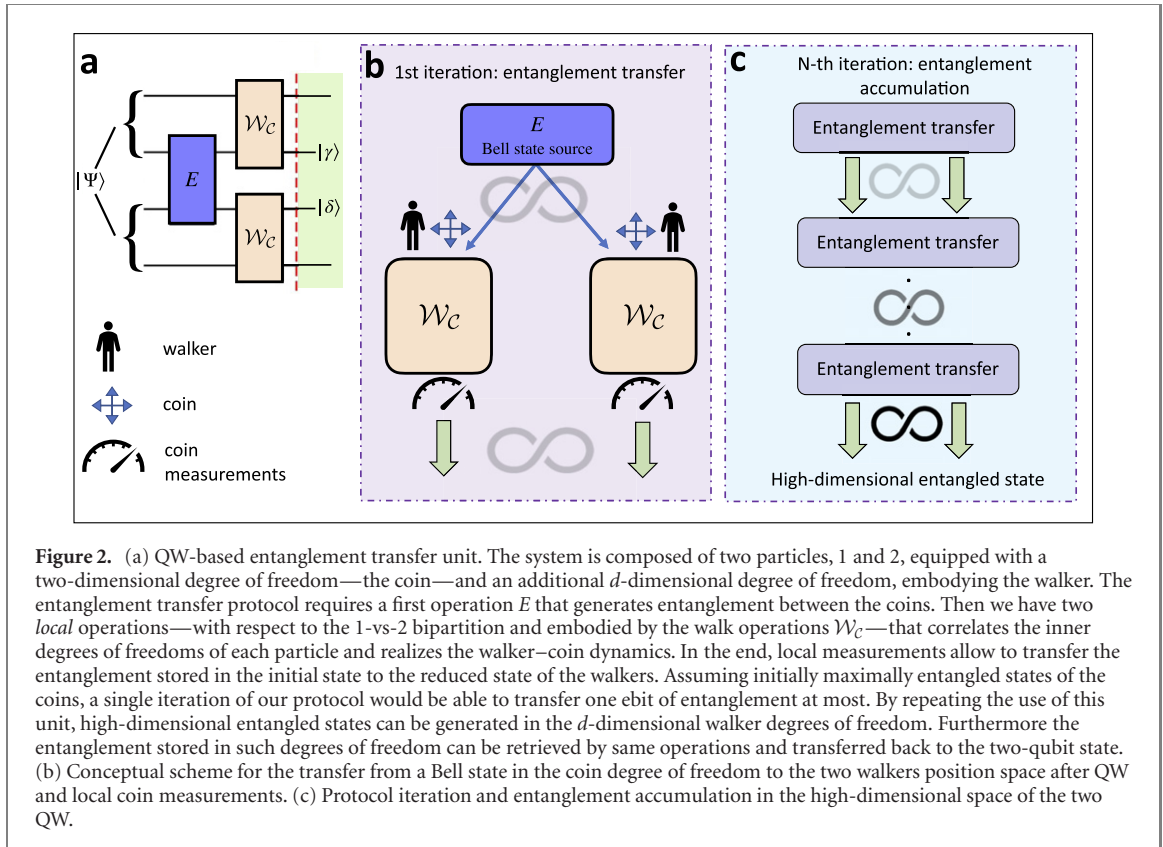 a
|Ψ⟩
E
𝒲𝒞
𝒲𝒞
|γ⟩
|δ⟩
walker
coin
coin
measurements
b
1st iteration: entanglement transfer
E
Bell state source
𝒲𝒞
𝒲𝒞
c
N-th iteration: entanglement
accumulation
Entanglement transfer
Entanglement transfer
Entanglement transfer
High-dimensional entangled state
Figure 2. (a) QW-based entanglement transfer unit. The system is composed of two particles, 1 and 2, equipped with a
two-dimensional degree of freedom—the coin—and an additional d-dimensional degree of freedom, embodying the walker. The
entanglement transfer protocol requires a first operation E that generates entanglement between the coins. Then we have two
local operations—with respect to the 1-vs-2 bipartition and embodied by the walk operations 𝒲𝒞—that correlates the inner
degrees of freedoms of each particle and realizes the walker–coin dynamics. In the end, local measurements allow to transfer the
entanglement stored in the initial state to the reduced state of the walkers. Assuming initially maximally entangled states of the
coins, a single iteration of our protocol would be able to transfer one ebit of entanglement at most. By repeating the use of this
unit, high-dimensional entangled states can be generated in the d-dimensional walker degrees of freedom. Furthermore the
entanglement stored in such degrees of freedom can be retrieved by same operations and transferred back to the two-qubit state.
(b) Conceptual scheme for the transfer from a Bell state in the coin degree of freedom to the two walkers position space after QW
and local coin measurements. (c) Protocol iteration and entanglement accumulation in the high-dimensional space of the two
QW.